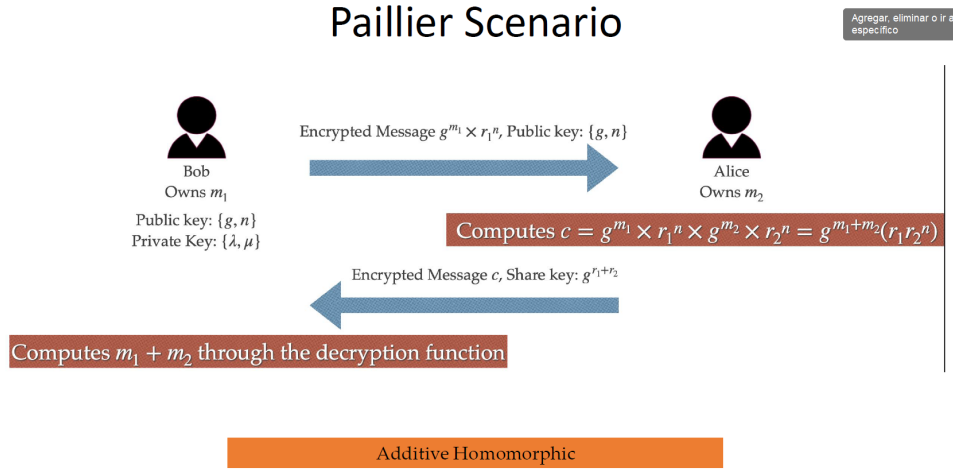 Paillier Scenario
Agregar, eliminar o ir a
específico
Encrypted Message g^{m_1} × r_1^n, Public key: {g, n}
Bob
Owns m_1
Public key: {g, n}
Private Key: {λ, μ}
Alice
Owns m_2
Computes c = g^{m_1} × r_1^n × g^{m_2} × r_2^n = g^{m_1+m_2}(r_1r_2^n)
Encrypted Message c, Share key: g^{r_1+r_2}
Computes m_1 + m_2 through the decryption function
Additive Homomorphic